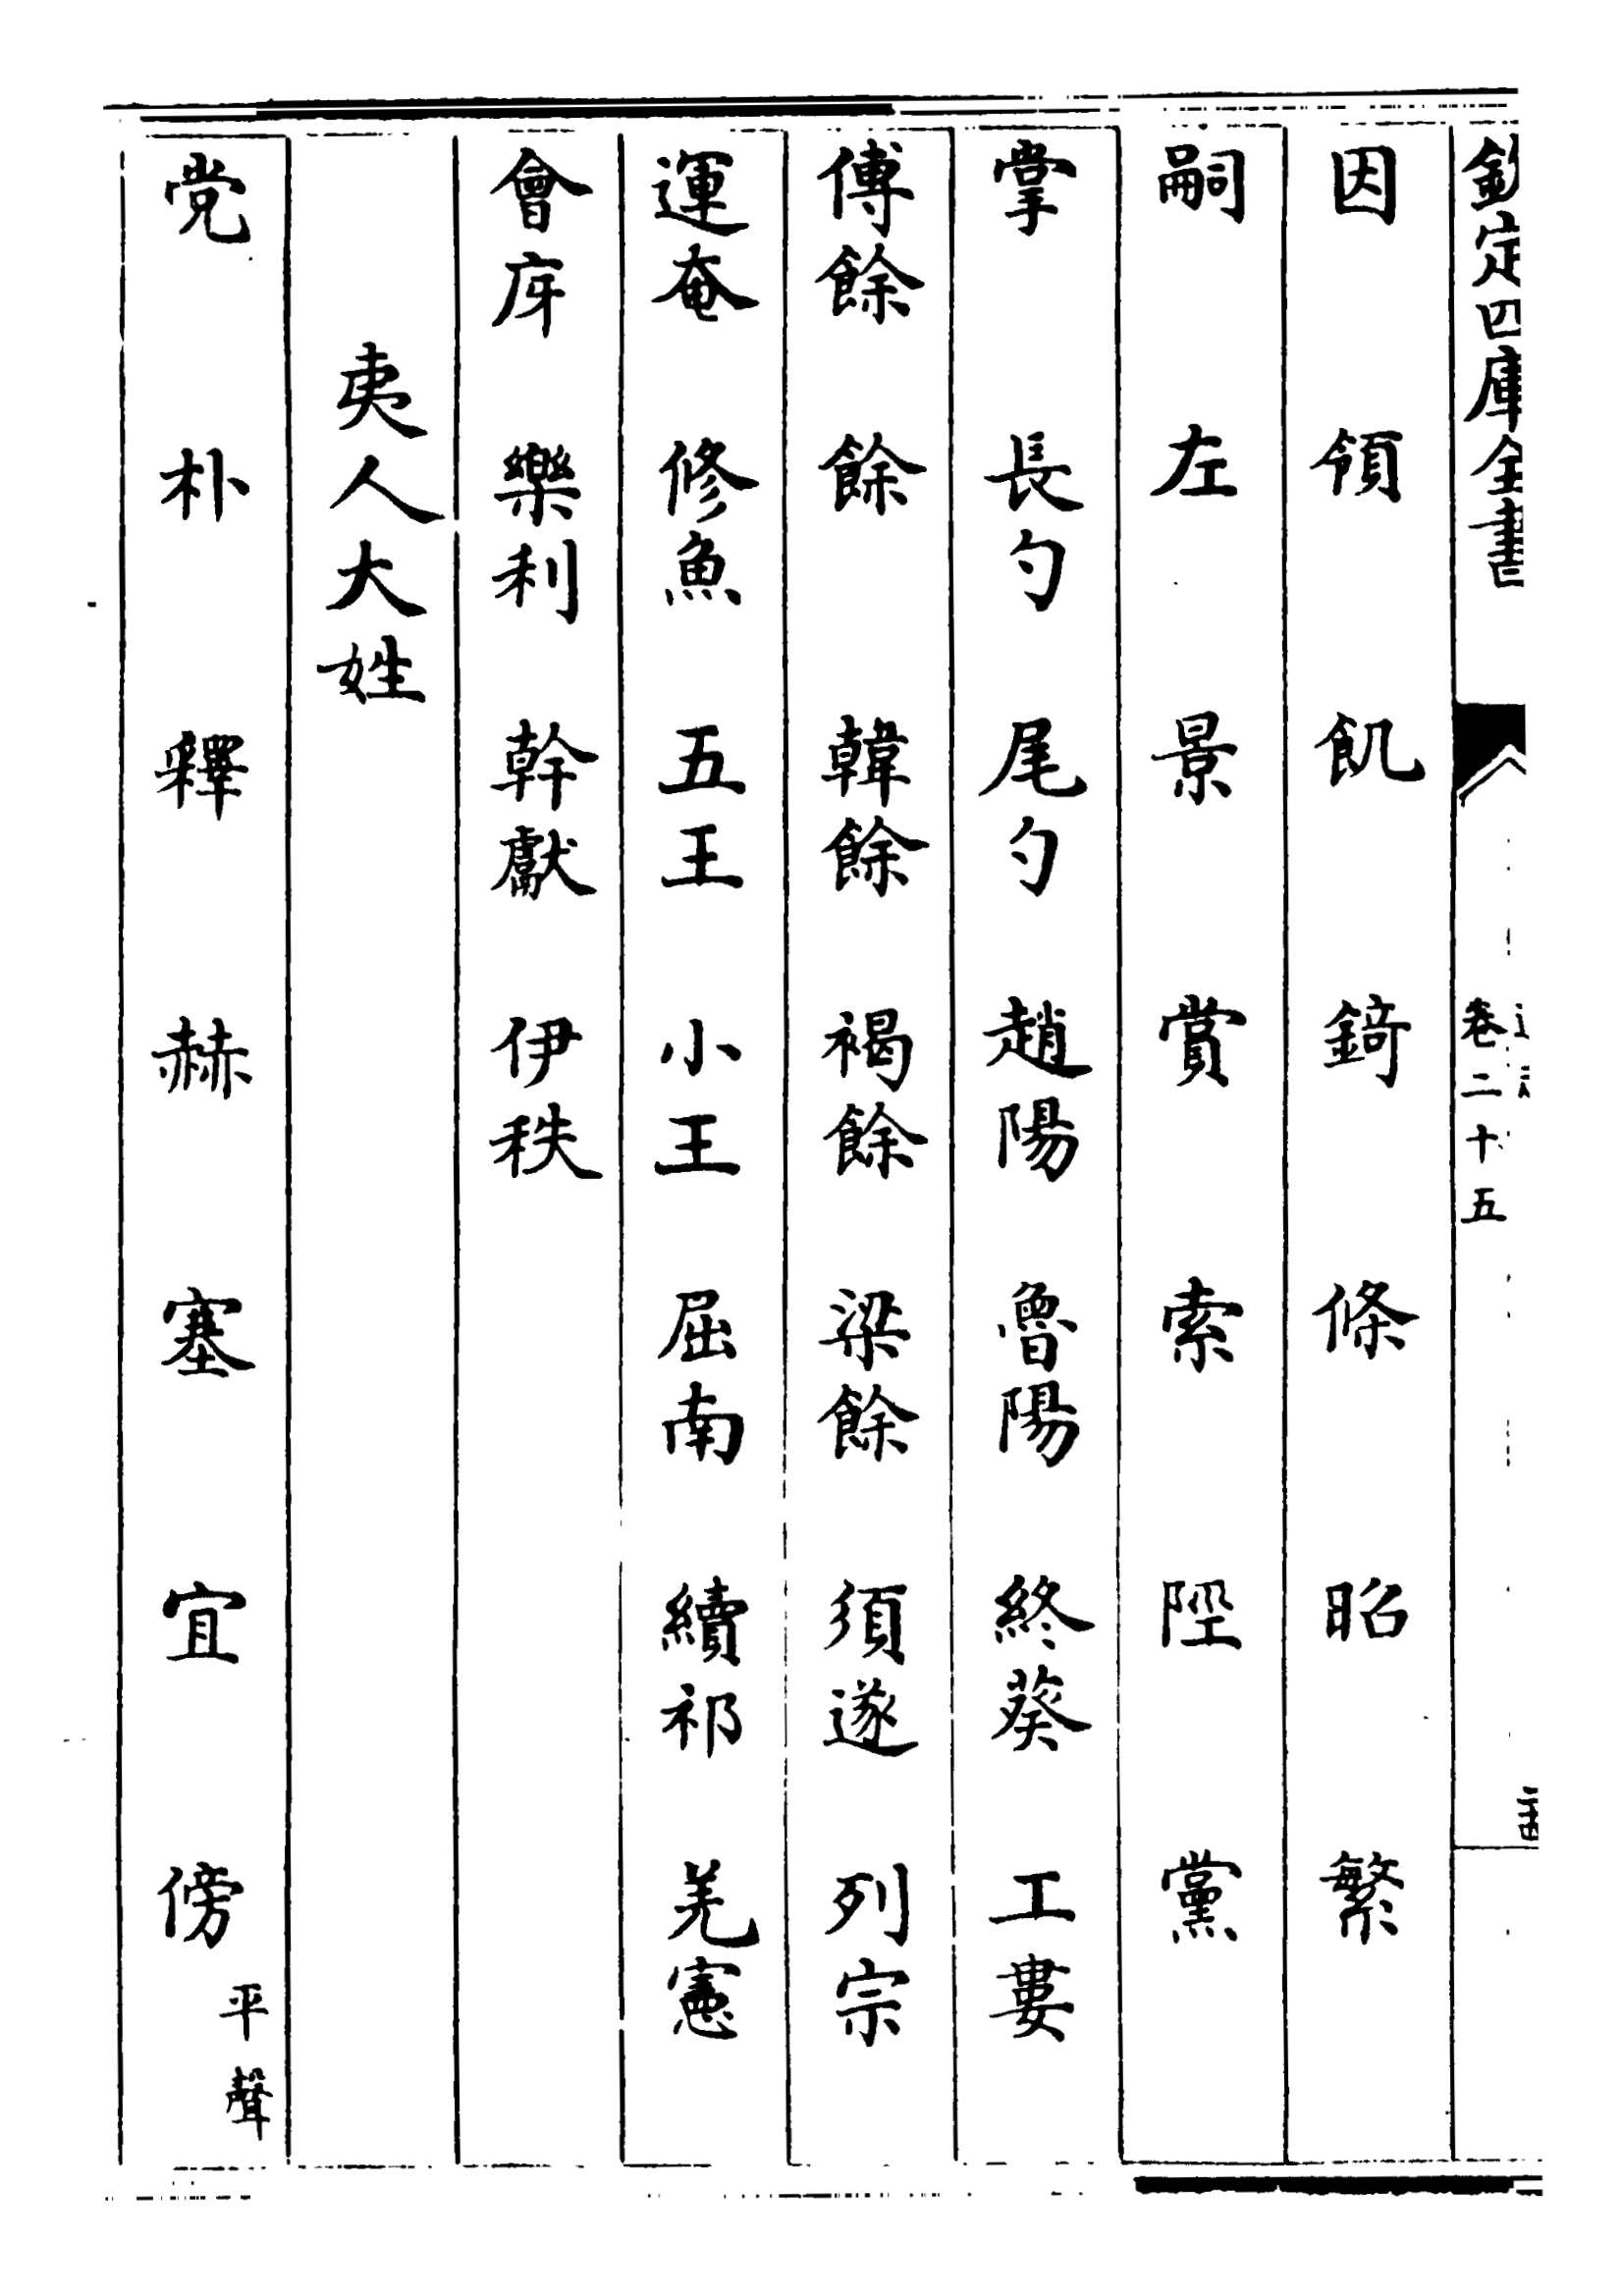 欽定四庫全書
卷二十五
因 領 飢 錡 條 昭 繁
嗣 左 景 賞 索 陘 黨
掌 長勺 尾勺 趙陽 魯陽 終葵 工婁
傅餘 餘 韓餘 褐餘 梁餘 須遂 列宗
運奄 修魚 五王 小王 屈南 續祁 羌憲
會序 樂利 幹獻 伊秩
夷人大姓
党 朴 釋 赫 塞 宜 傍 平聲